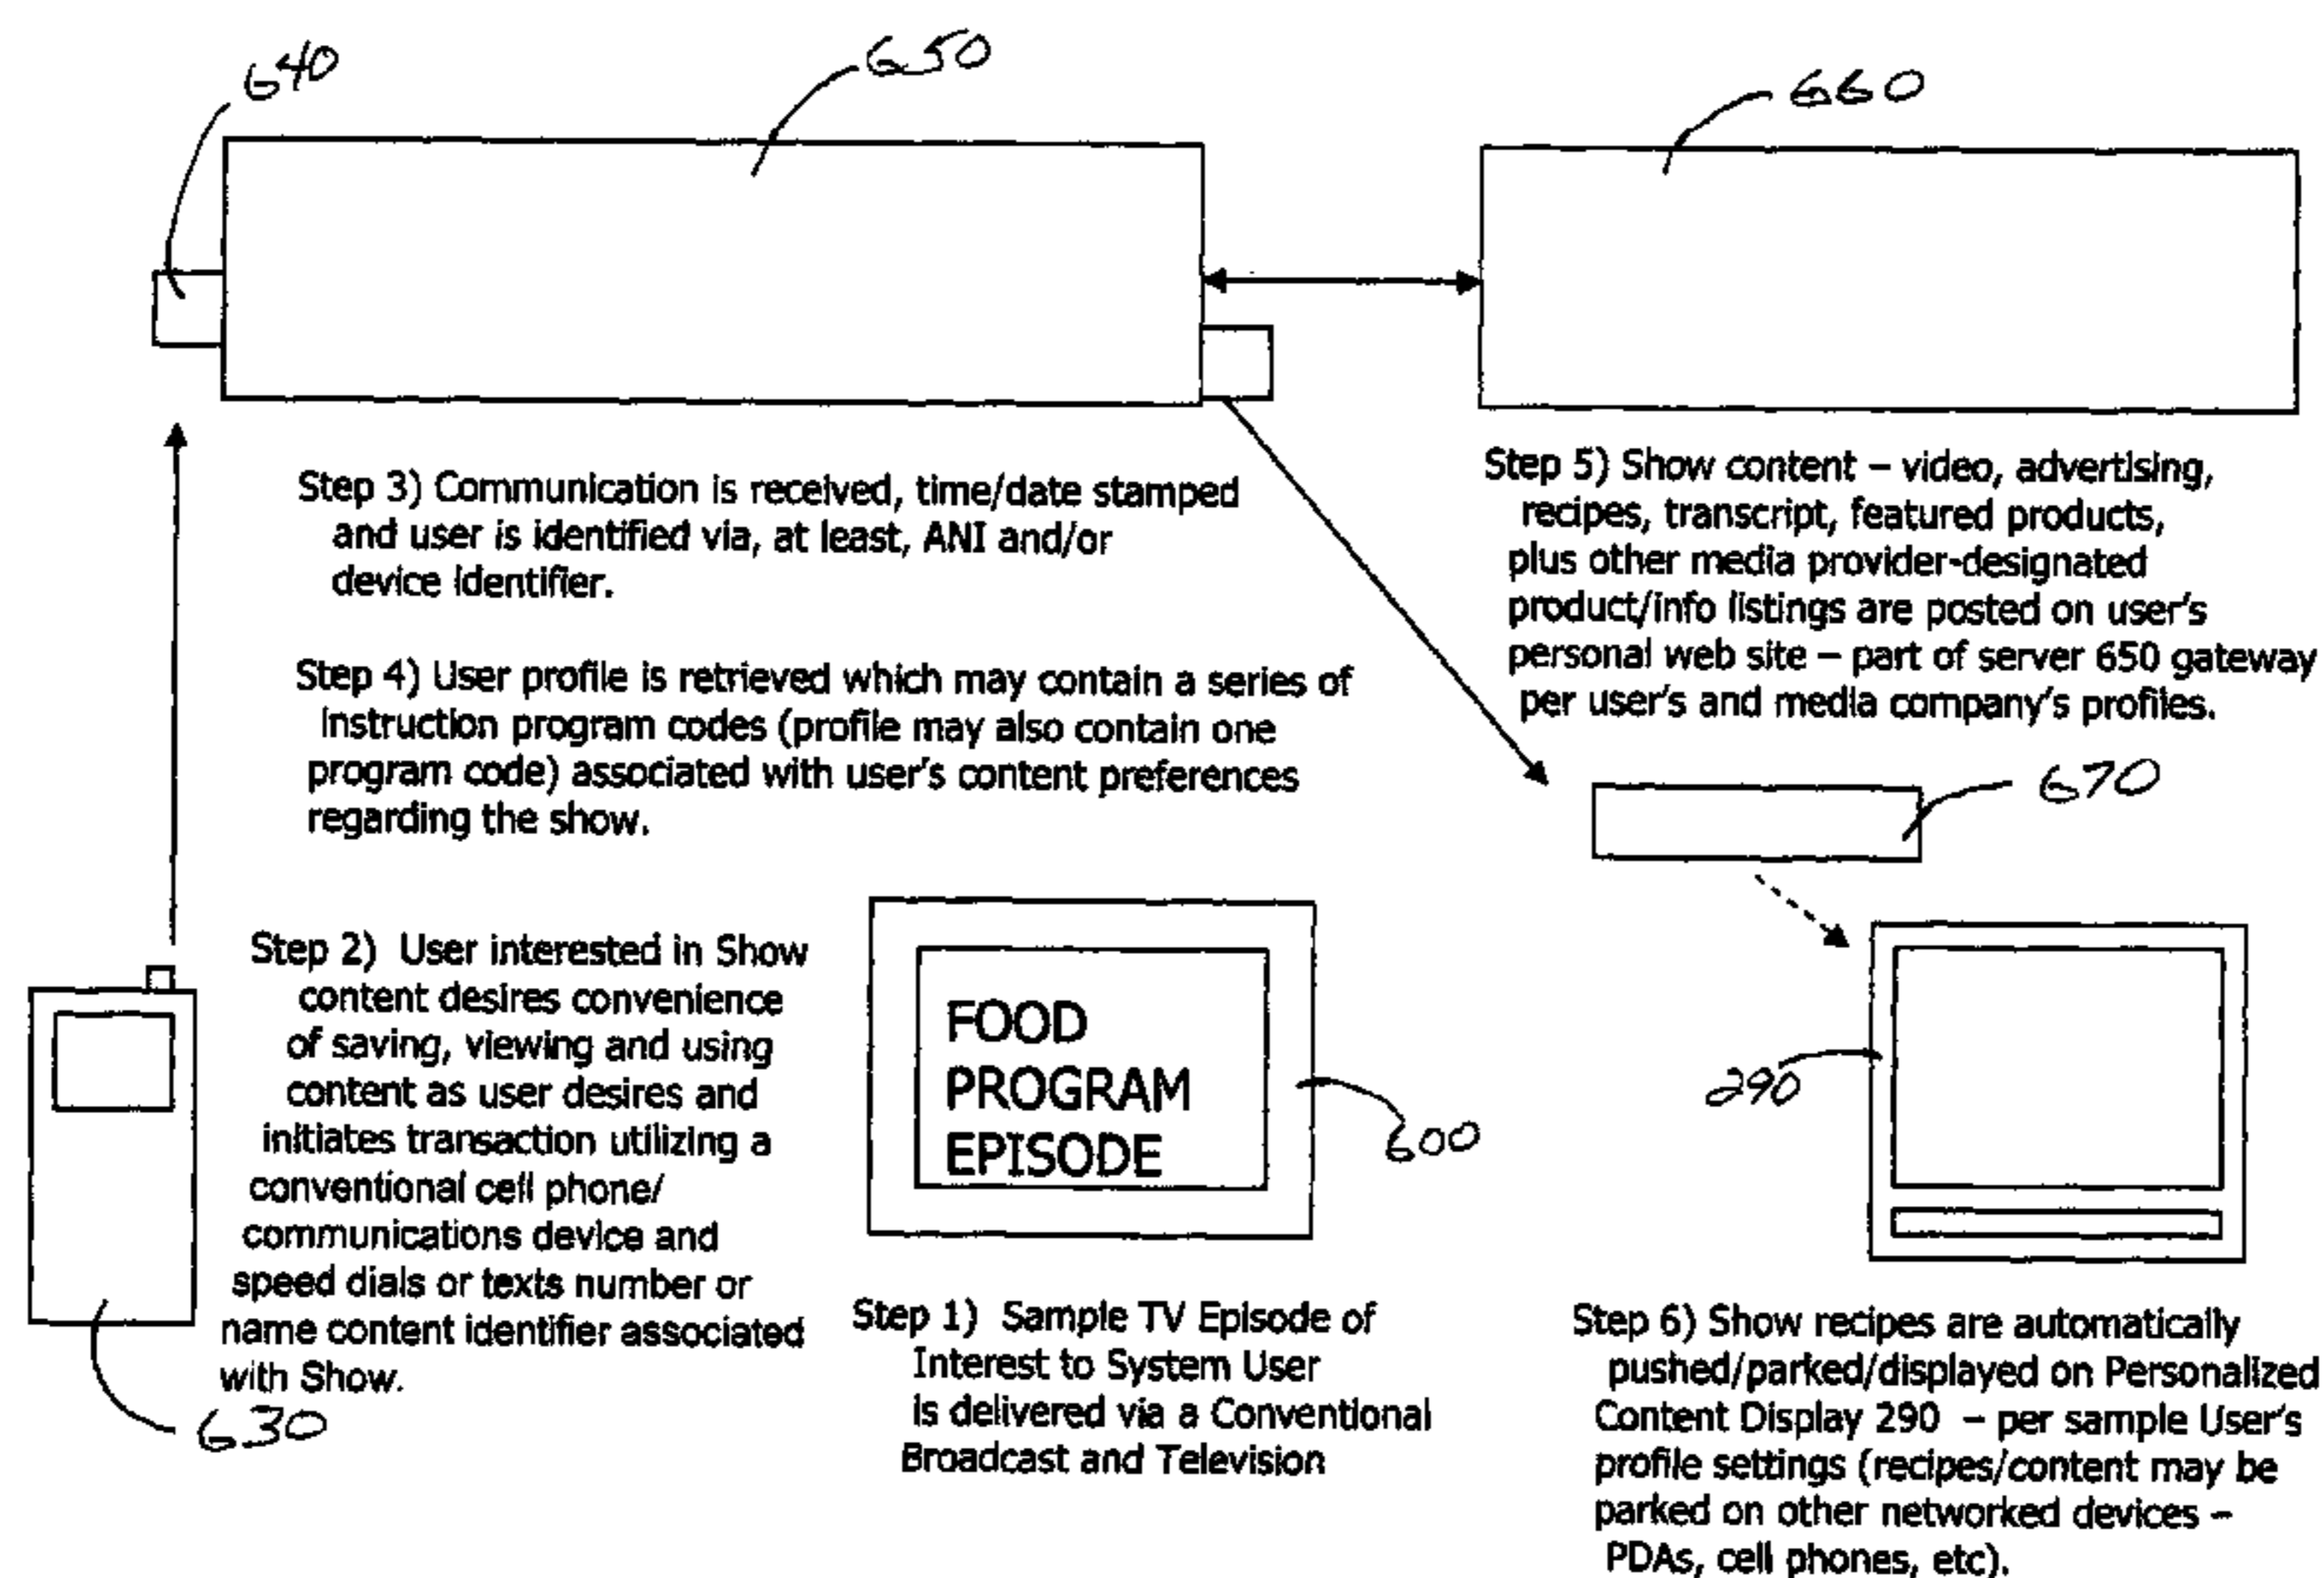 640
650
660
Step 3) Communication is received, time/date stamped
and user is identified via, at least, ANI and/or
device identifier.
Step 4) User profile is retrieved which may contain a series of
instruction program codes (profile may also contain one
program code) associated with user's content preferences
regarding the show.
Step 5) Show content – video, advertising,
recipes, transcript, featured products,
plus other media provider-designated
product/info listings are posted on user's
personal web site – part of server 650 gateway
per user's and media company's profiles.
670
Step 2) User interested in Show
content desires convenience
of saving, viewing and using
content as user desires and
initiates transaction utilizing a
conventional cell phone/
communications device and
speed dials or texts number or
name content identifier associated
with Show.
630
FOOD
PROGRAM
EPISODE
600
Step 1) Sample TV Episode of
Interest to System User
is delivered via a Conventional
Broadcast and Television
290
Step 6) Show recipes are automatically
pushed/parked/displayed on Personalized
Content Display 290 – per sample User's
profile settings (recipes/content may be
parked on other networked devices –
PDAs, cell phones, etc).